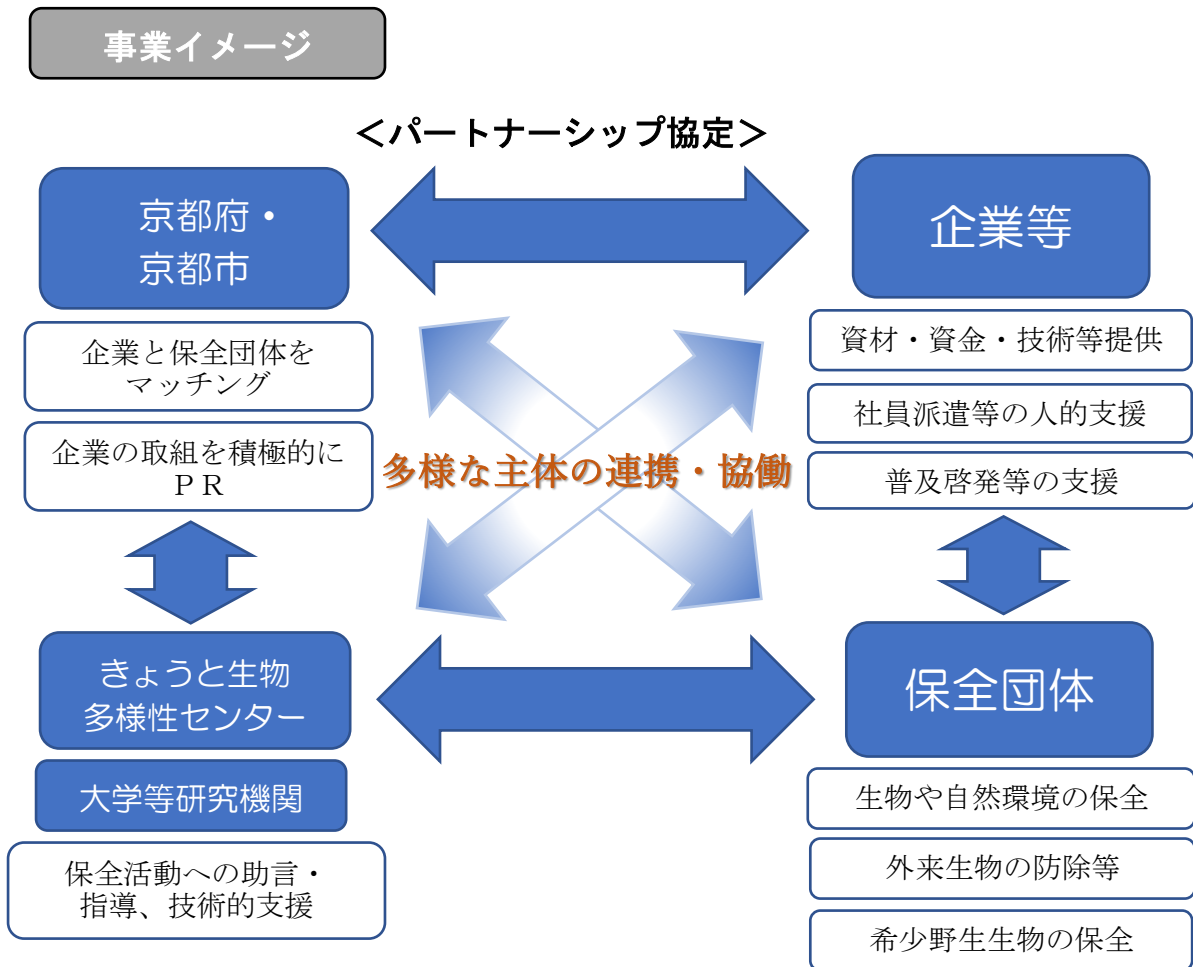 事業イメージ
＜パートナーシップ協定＞
京都府・
京都市
企業と保全団体を
マッチング
企業の取組を積極的に
ＰＲ
企業等
資材・資金・技術等提供
社員派遣等の人的支援
普及啓発等の支援
多様な主体の連携・協働
きょうと生物
多様性センター
大学等研究機関
保全活動への助言・
指導、技術的支援
保全団体
生物や自然環境の保全
外来生物の防除等
希少野生生物の保全